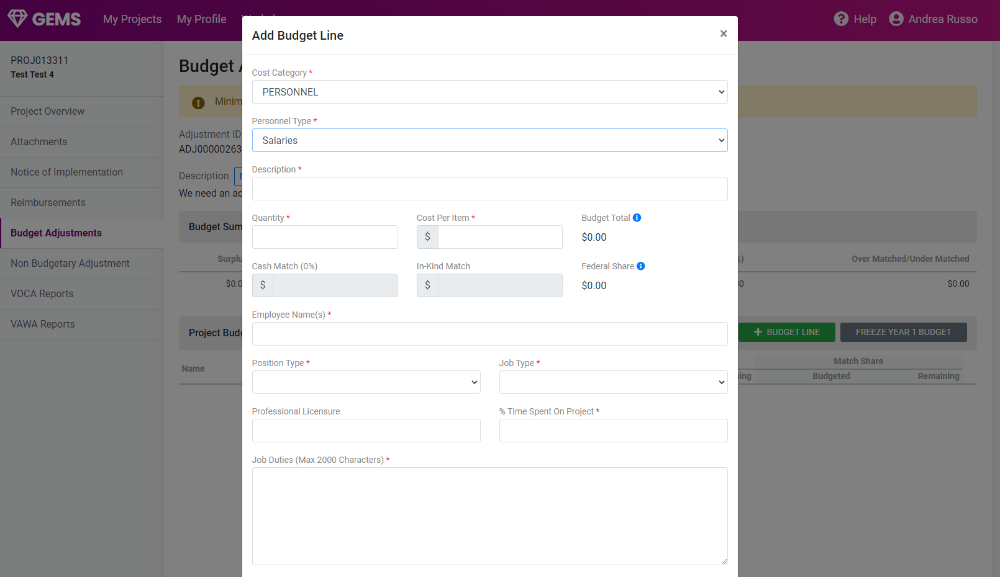 GEMS
My Projects
My Profile
Help
Andrea Russo
PROJ013311
Test Test 4
Project Overview
Attachments
Notice of Implementation
Reimbursements
Budget Adjustments
Non Budgetary Adjustment
VOCA Reports
VAWA Reports
Budget
Minim
Adjustment ID
ADJ00000263
Description
We need an ad
Budget Sum
Surplu
$0.0
Project Budg
Name
Add Budget Line
×
Cost Category *
PERSONNEL
Personnel Type *
Salaries
Description *
Quantity *
Cost Per Item *
Budget Total
$
$0.00
Cash Match (0%)
In-Kind Match
Federal Share
$
$
$0.00
Employee Name(s) *
Position Type *
Job Type *
Professional Licensure
% Time Spent On Project *
Job Duties (Max 2000 Characters) *
%)
Over Matched/Under Matched
00
$0.00
BUDGET LINE
FREEZE YEAR 1 BUDGET
Match Share
ning
Budgeted
Remaining